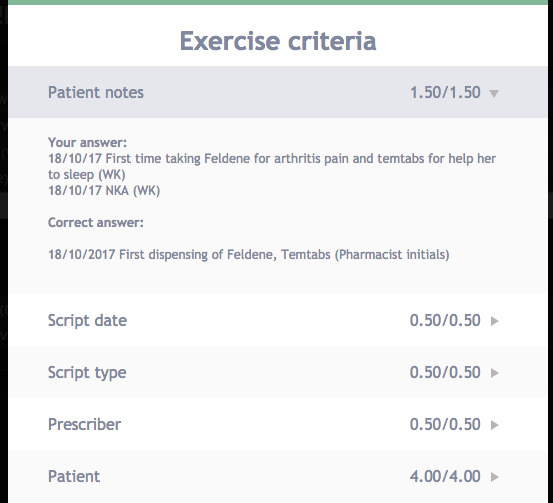 Exercise criteria
Patient notes 1.50/1.50
Your answer:
18/10/17 First time taking Feldene for arthritis pain and temtabs for help her
to sleep (WK)
18/10/17 NKA (WK)
Correct answer:
18/10/2017 First dispensing of Feldene, Temtabs (Pharmacist initials)
Script date 0.50/0.50
Script type 0.50/0.50
Prescriber 0.50/0.50
Patient 4.00/4.00